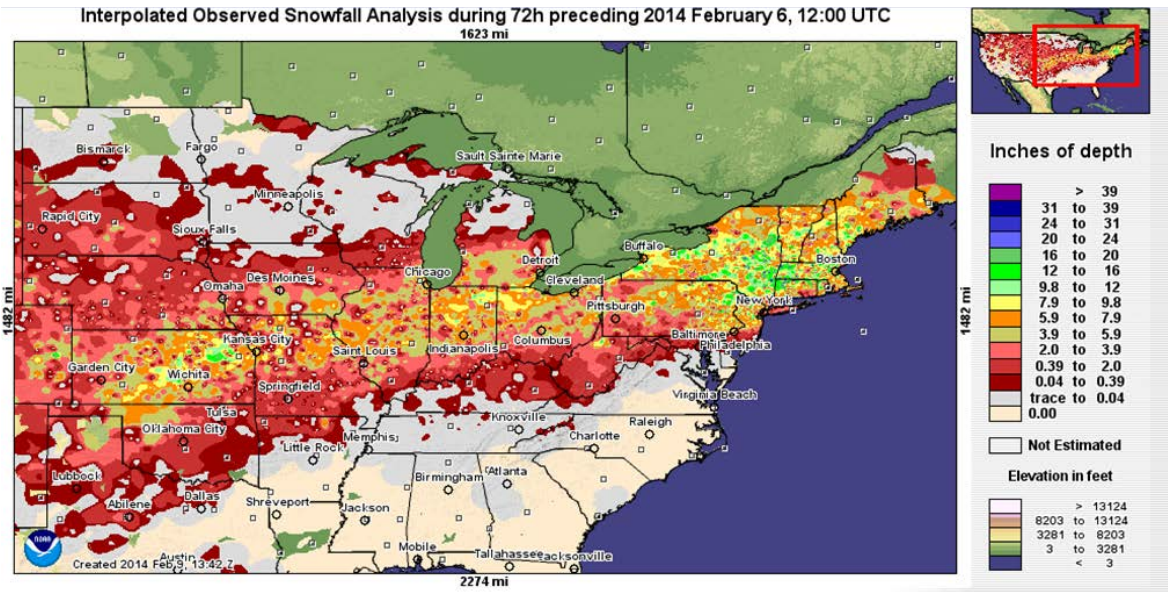 Interpolated Observed Snowfall Analysis during 72h preceding 2014 February 6, 12:00 UTC
1623 mi
1482 mi
Bismarck
Fargo
Sault Sainte Marie
Minneapolis
Rapid City
Sioux Falls
Buffalo
Detroit
Boston
Chicago
Cleveland
Des Moines
Omaha
New York
Pittsburgh
Kansas City
Saint Louis
Indianapolis
Columbus
Baltimore
Philadelphia
Garden City
Wichita
Springfield
Virginia Beach
Tulsa
Knoxville
Raleigh
Oklahoma City
Memphis
Charlotte
Little Rock
Lubbock
Birmingham
Atlanta
Dallas
Abilene
Shreveport
Jackson
Mobile
Tallahassee
acksonville
Austin
noaa
Created 2014 Feb 9, 13:42 Z
2274 mi
1482 mi
Inches of depth
> 39
31 to 39
24 to 31
20 to 24
16 to 20
12 to 16
9.8 to 12
7.9 to 9.8
5.9 to 7.9
3.9 to 5.9
2.0 to 3.9
0.39 to 2.0
0.04 to 0.39
trace to 0.04
0.00
Not Estimated
Elevation in feet
> 13124
8203 to 13124
3281 to 8203
3 to 3281
< 3